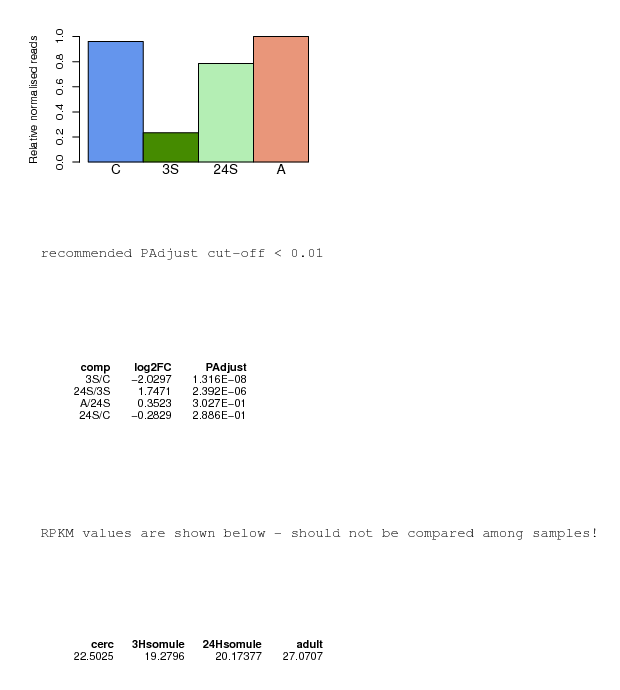 Relative normalised reads
1.0
0.8
0.6
0.4
0.2
0.0
C 3S 24S A
recommended PAdjust cut-off < 0.01
comp log2FC PAdjust
3S/C −2.0297 1.316E−08
24S/3S 1.7471 2.392E−06
A/24S 0.3523 3.027E−01
24S/C −0.2829 2.886E−01
RPKM values are shown below - should not be compared among samples!
cerc 3Hsomule 24Hsomule adult
22.5025 19.2796 20.17377 27.0707